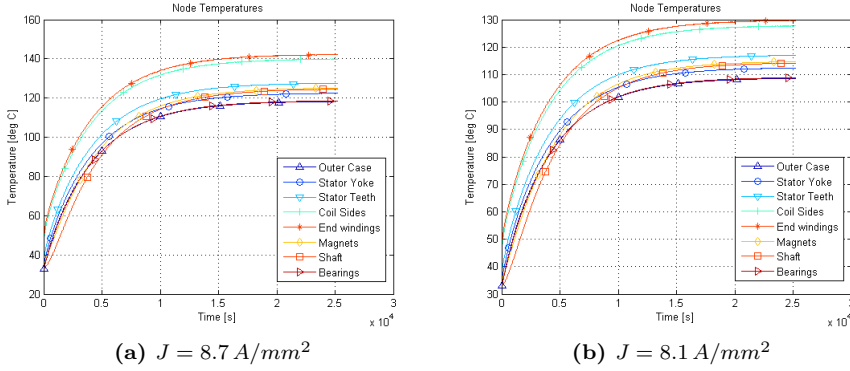 Node Temperatures
160
140
120
100
80
60
40
20
Temperature [deg C]
0
0.5
1
1.5
2
2.5
3
Time [s]
x 10^4
Outer Case
Stator Yoke
Stator Teeth
Coil Sides
End windings
Magnets
Shaft
Bearings
(a) J = 8.7 A/mm²
Node Temperatures
130
120
110
100
90
80
70
60
50
40
30
Temperature [deg C]
0
0.5
1
1.5
2
2.5
3
Time [s]
x 10^4
Outer Case
Stator Yoke
Stator Teeth
Coil Sides
End windings
Magnets
Shaft
Bearings
(b) J = 8.1 A/mm²